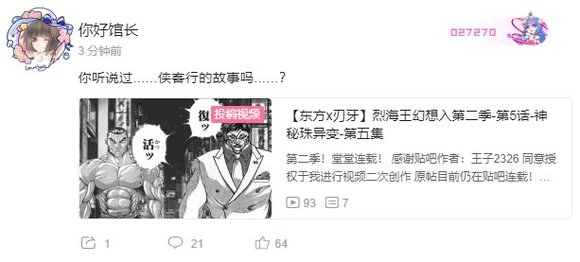 你好馆长
027270
3 分钟前
你听说过……侠客行的故事吗……?
投稿视频
復ッ
活ッ
かつ
【东方x刃牙】烈海王幻想入第二季-第5话-神
秘珠异变-第五集
第二季！堂堂连载！ 感谢贴吧作者：王子2326 同意授
权于我进行视频二次创作 原帖目前仍在贴吧连载！…
93
7
1
21
64